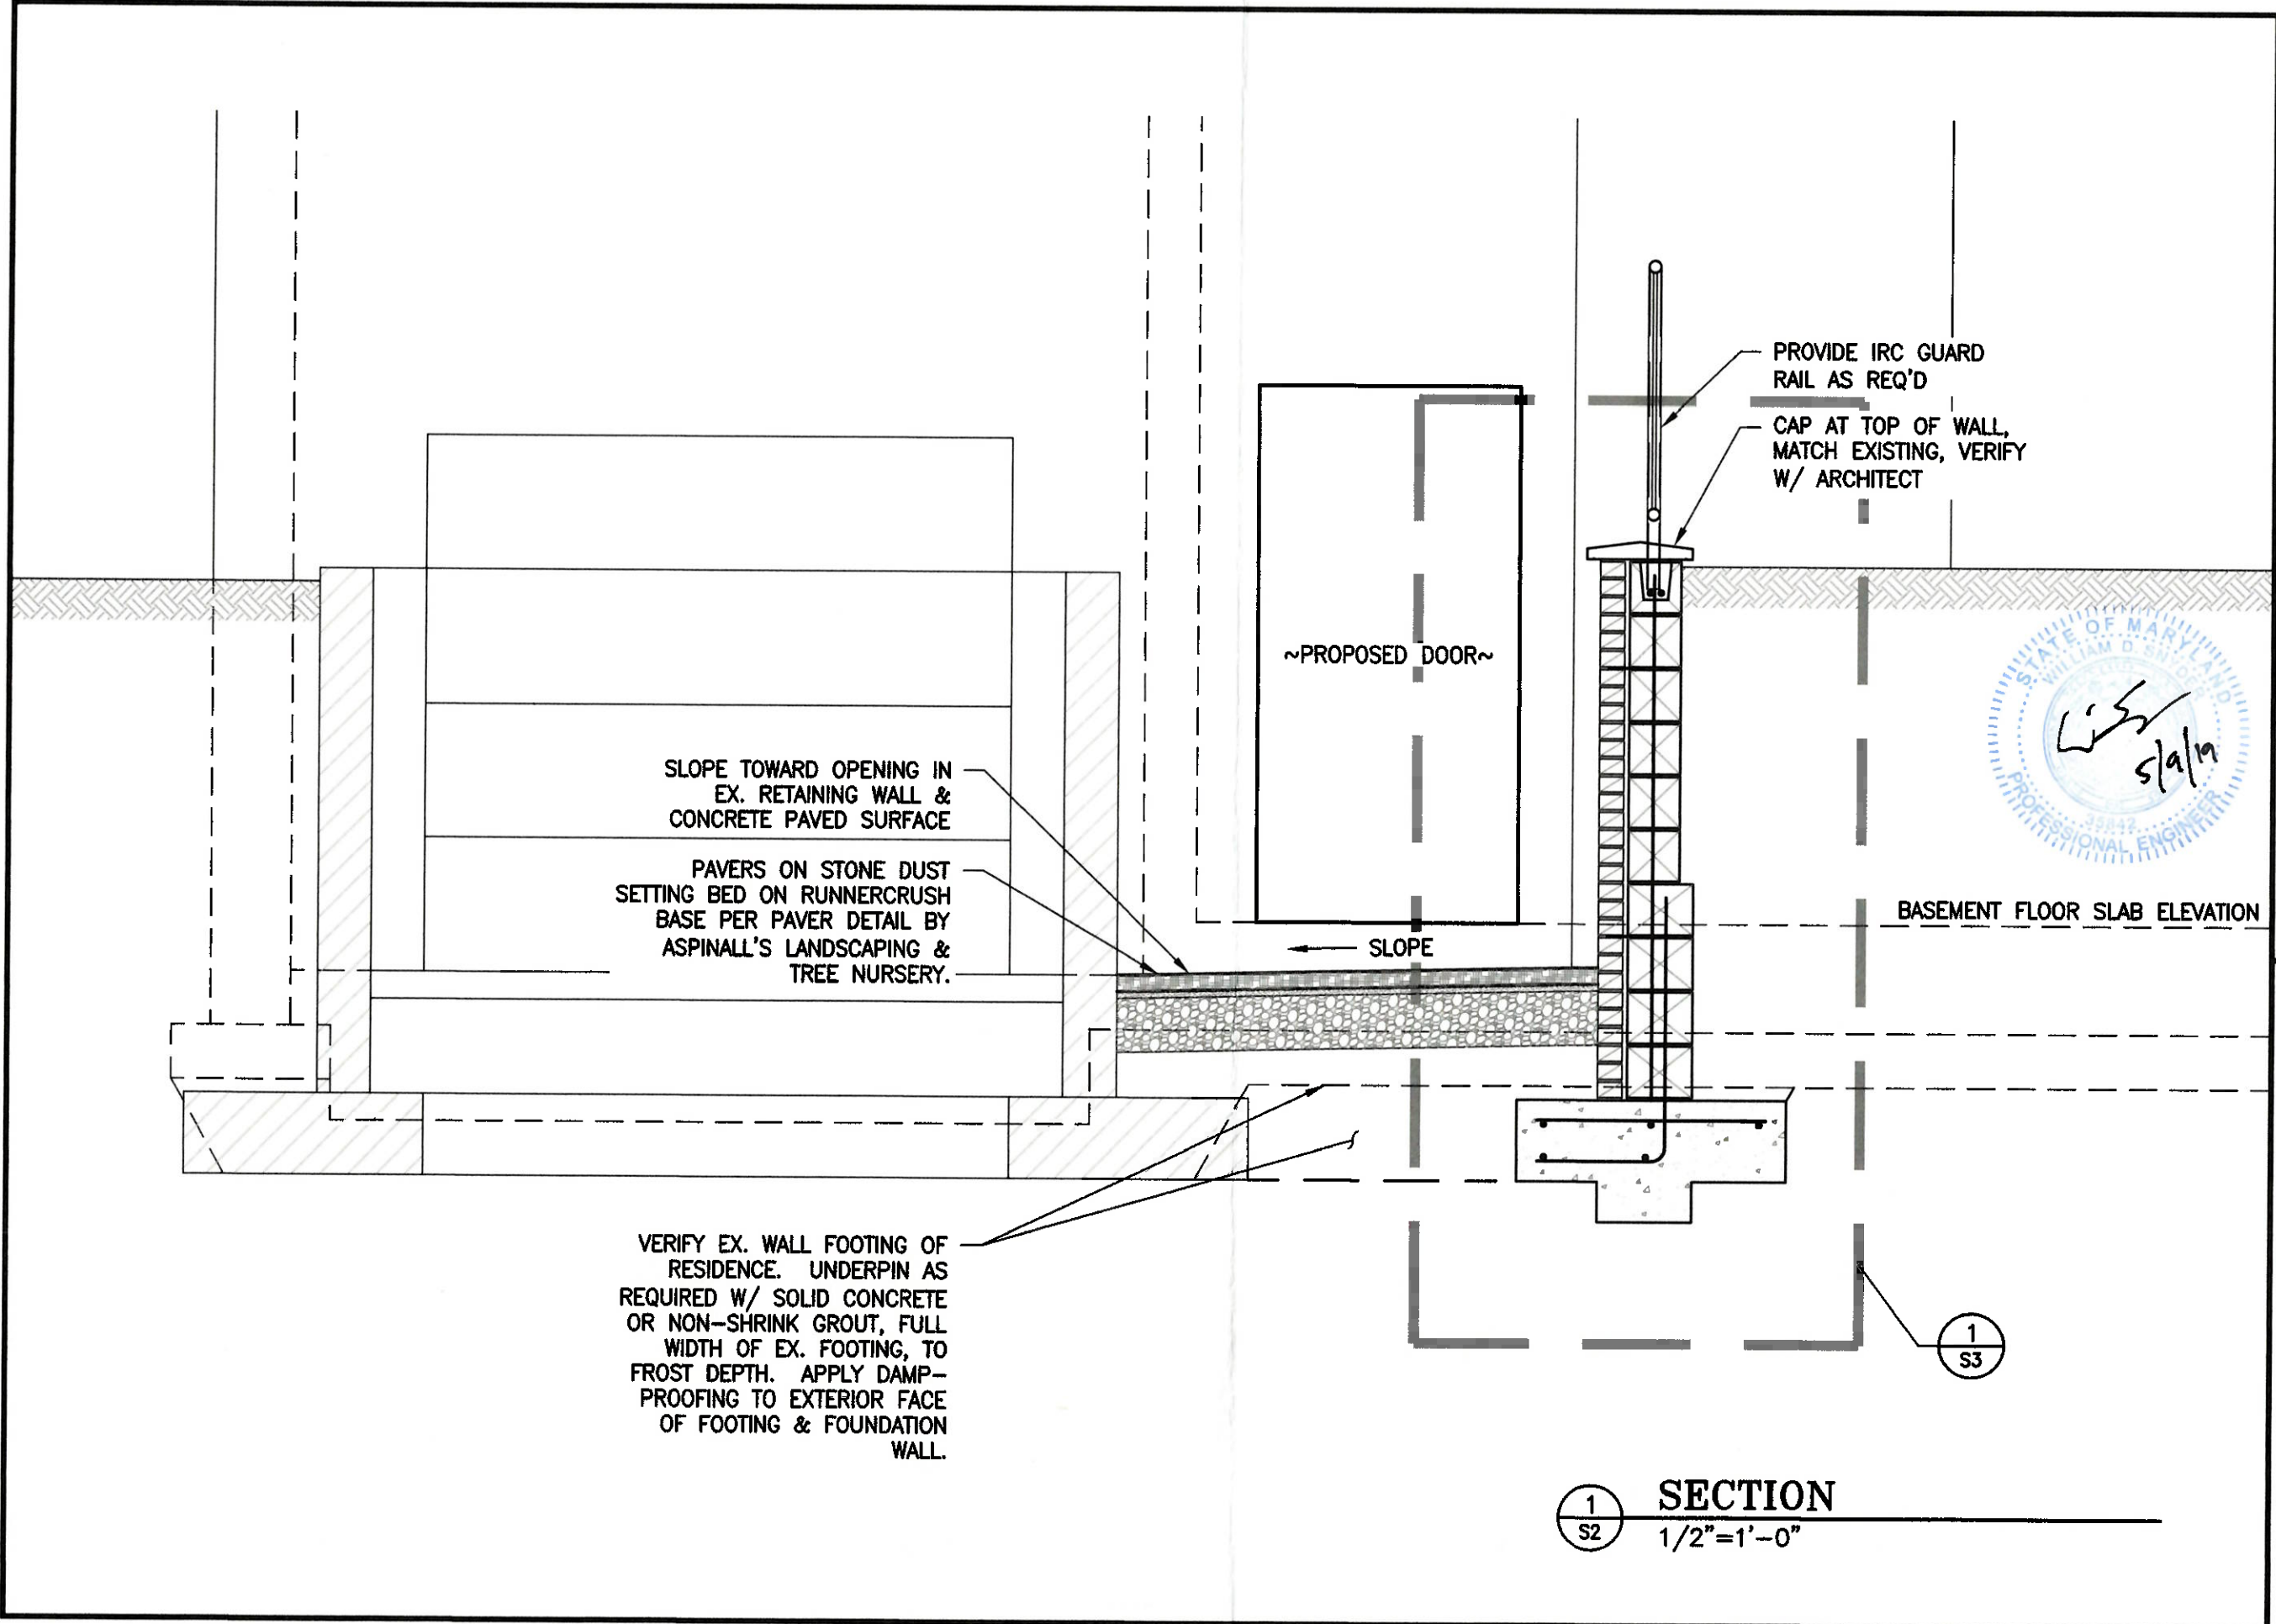 PROVIDE IRC GUARD
RAIL AS REQ'D
CAP AT TOP OF WALL,
MATCH EXISTING, VERIFY
W/ ARCHITECT
~PROPOSED DOOR~
STATE OF MARYLAND
WILLIAM D. SNYDER
5/9/19
PROFESSIONAL ENGINEER
SLOPE TOWARD OPENING IN
EX. RETAINING WALL &
CONCRETE PAVED SURFACE
PAVERS ON STONE DUST
SETTING BED ON RUNNERCRUSH
BASE PER PAVER DETAIL BY
ASPINALL'S LANDSCAPING &
TREE NURSERY.
BASEMENT FLOOR SLAB ELEVATION
SLOPE
VERIFY EX. WALL FOOTING OF
RESIDENCE. UNDERPIN AS
REQUIRED W/ SOLID CONCRETE
OR NON-SHRINK GROUT, FULL
WIDTH OF EX. FOOTING, TO
FROST DEPTH. APPLY DAMP-
PROOFING TO EXTERIOR FACE
OF FOOTING & FOUNDATION
WALL.
1
S3
1
S2
SECTION
1/2"=1'-0"